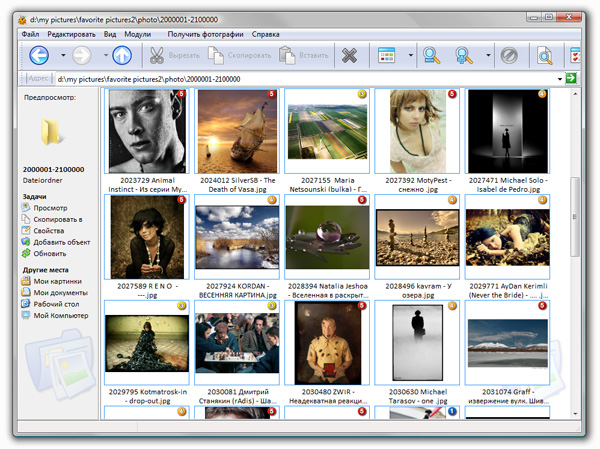 d:\my pictures\favorite pictures2\photo\2000001-2100000
Файл Редактировать Вид Модули Получить фотографии Справка
Вырезать Скопировать Вставить
Адрес d:\my pictures\favorite pictures2\photo\2000001-2100000
Предпросмотр:
2000001-2100000
Dateiordner
Задачи
Просмотр
Скопировать в
Свойства
Добавить объект
Обновить
Другие места
Мои картинки
Мои документы
Рабочий стол
Мой Компьютер
5 5 3 5 4
2023729 Animal
Instinct - Из серии Му...
2024012 SilverSB - The
Death of Vasa.jpg
2027155 Maria
Netsounski (bulka) - Г...
2027392 MotyPest -
снежно .jpg
2027471 Michael Solo -
Isabel de Pedro.jpg
5 4 5 4 4
2027589 R E N O -
---.jpg
2027924 KORDAN -
ВЕСЕННЯЯ КАРТИНА.jpg
2028394 Natalia Jeshoa
- Вселенная в раскрыт...
2028496 kavram - У
озера.jpg
2029771 AyDan Kerimli
(Never the Bride) - .... .j...
3 3 5 4 5
2029795 Kotmatrosk-in
- drop-out.jpg
2030081 Дмитрий
Станякин (rAdis) - Ша...
2030480 ZWiR -
Неадекватная реакци...
2030630 Michael
Tarasov - one .jpg
2031074 Graff -
извержение вулк. Шив...
4 5 5 1